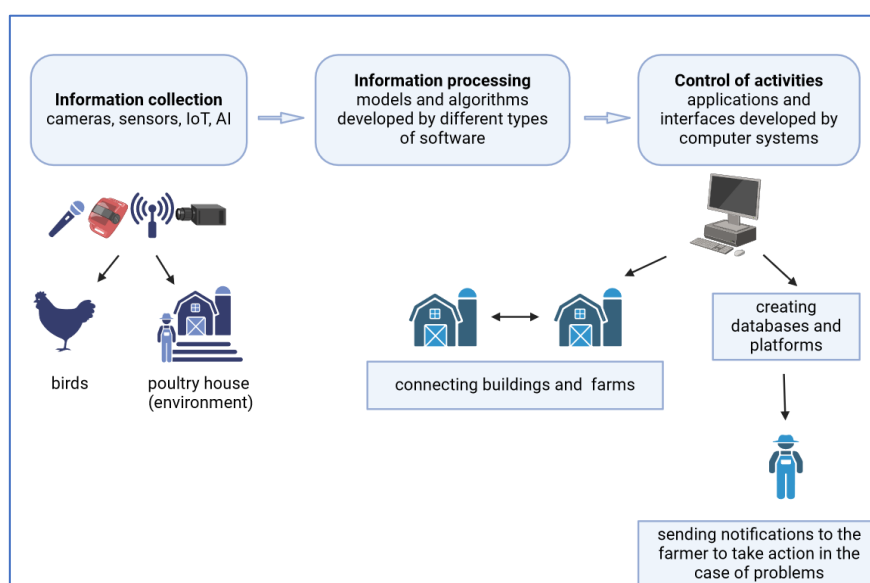 Information collection
cameras, sensors, IoT, AI
Information processing
models and algorithms
developed by different types
of software
Control of activities
applications and
interfaces developed by
computer systems
birds
poultry house
(environment)
connecting buildings and farms
creating
databases and
platforms
sending notifications to the
farmer to take action in the
case of problems